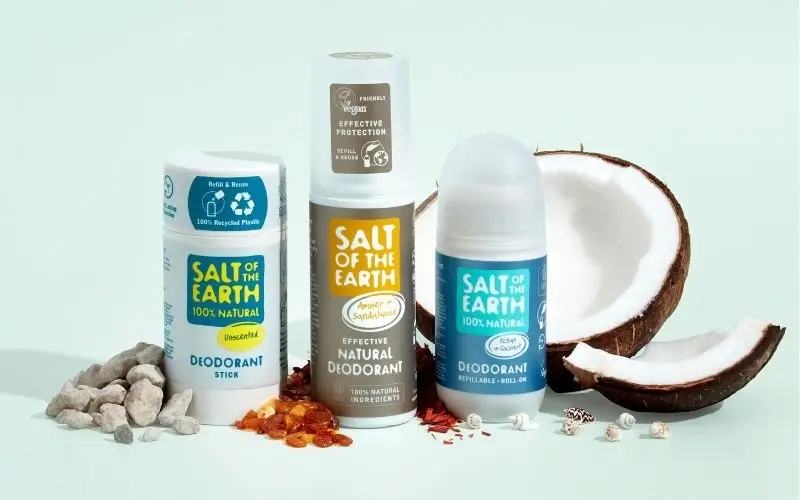 Refill & Reuse
100% Recycled Plastic
SALT OF
THE
EARTH
100% NATURAL
Unscented
DEODORANT
STICK
vegan
FRIENDLY
EFFECTIVE
PROTECTION
REFILL
& REUSE
SALT
OF THE
EARTH
Amber +
Sandalwood
EFFECTIVE
NATURAL
DEODORANT
100% NATURAL
INGREDIENTS
SALT OF
THE
EARTH
100% NATURAL
Ocean
+ Coconut
DEODORANT
REFILLABLE · ROLL-ON